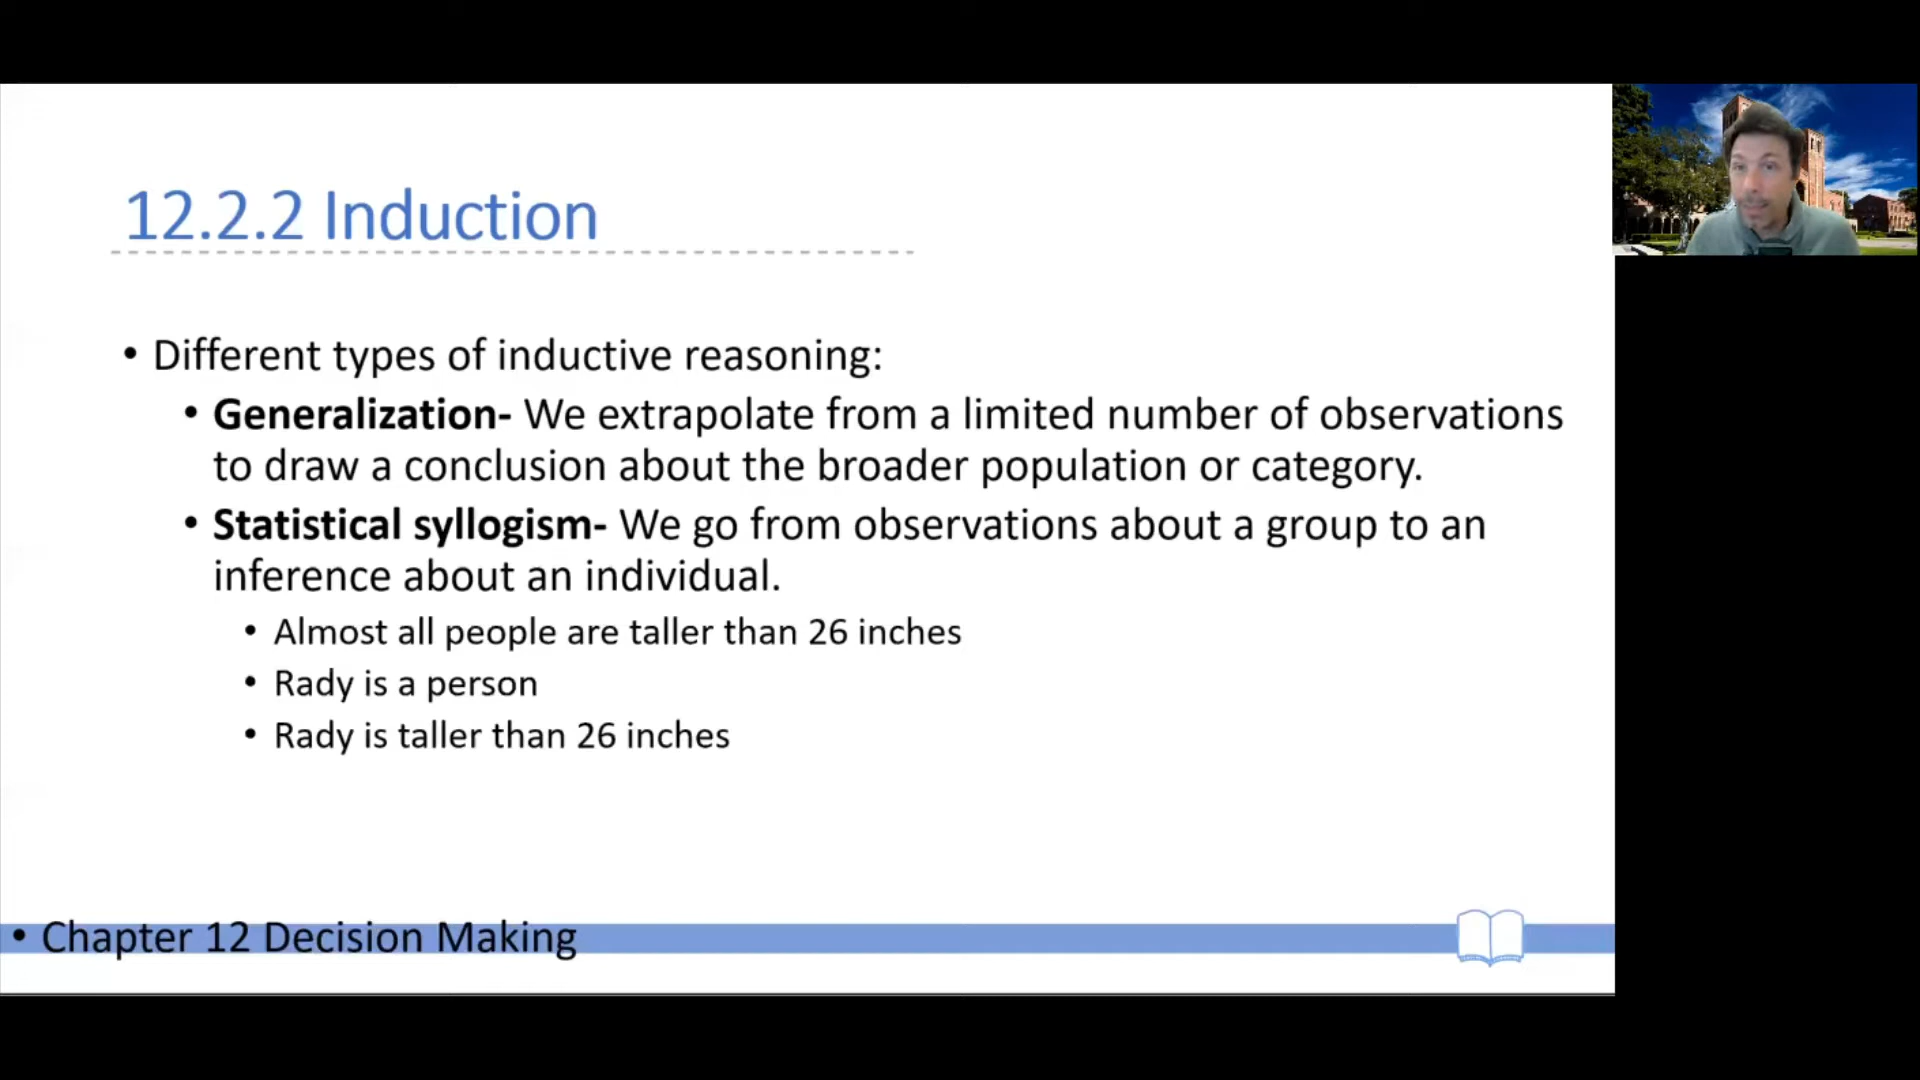 12.2.2 Induction
• Different types of inductive reasoning:
• Generalization- We extrapolate from a limited number of observations
to draw a conclusion about the broader population or category.
• Statistical syllogism- We go from observations about a group to an
inference about an individual.
• Almost all people are taller than 26 inches
• Rady is a person
• Rady is taller than 26 inches
• Chapter 12 Decision Making